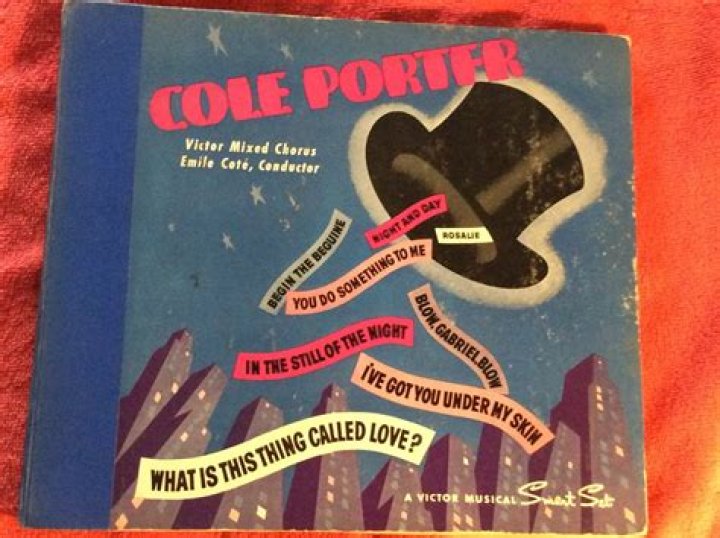 COLE PORTER
Victor Mixed Chorus
Emile Coté, Conductor
NIGHT AND DAY
ROSALIE
BEGIN THE BEGUINE
YOU DO SOMETHING TO ME
BLOW, GABRIEL BLOW
IN THE STILL OF THE NIGHT
I'VE GOT YOU UNDER MY SKIN
WHAT IS THIS THING CALLED LOVE?
A VICTOR MUSICAL Smart Set